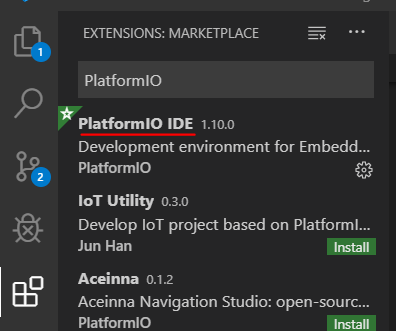 EXTENSIONS: MARKETPLACE
1
PlatformIO
PlatformIO IDE 1.10.0
Development environment for Embedd...
PlatformIO
2
IoT Utility 0.3.0
Develop IoT project based on PlatformI...
Jun Han Install
Aceinna 0.1.2
Aceinna Navigation Studio: open-sourc...
PlatformIO Install